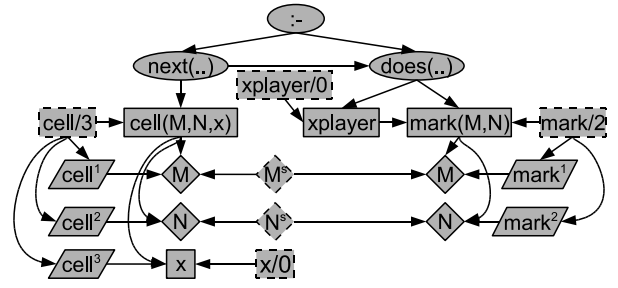 :-
next(..) does(..)
xplayer/0
cell/3 cell(M,N,x) xplayer mark(M,N) mark/2
cell¹ M Mˢ M mark¹
cell² N Nˢ N mark²
cell³ x x/0